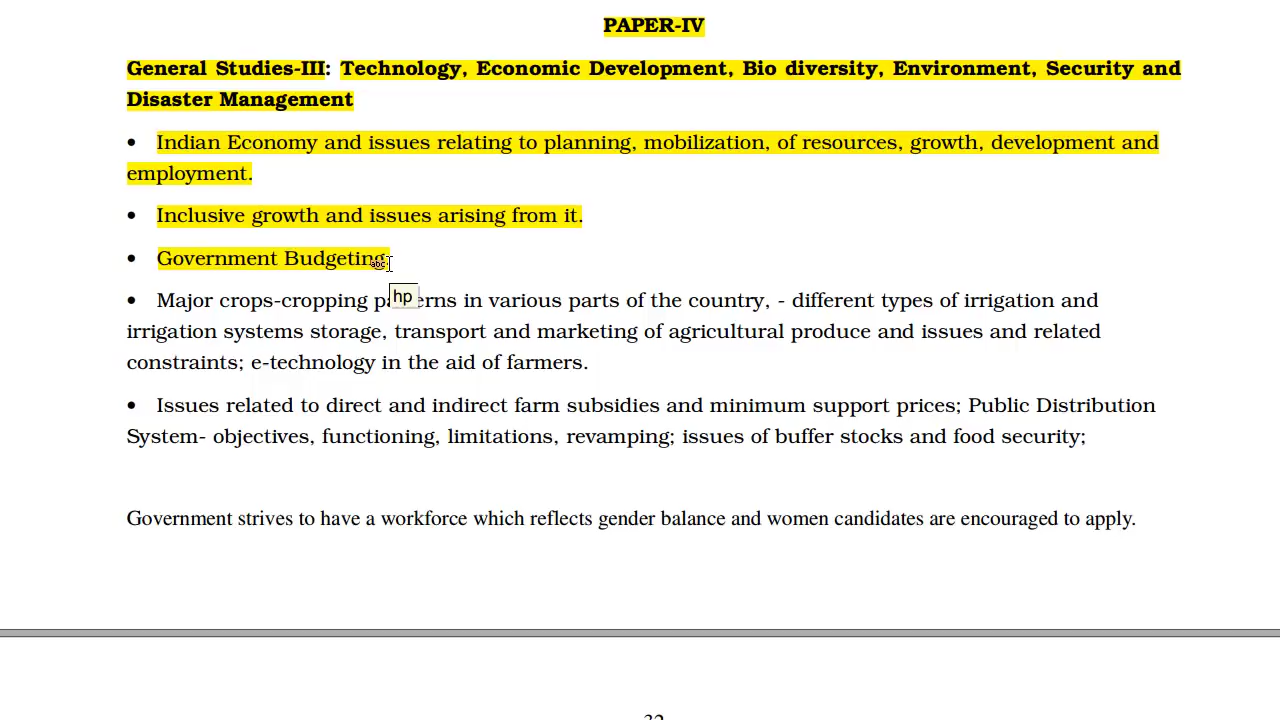 PAPER-IV
General Studies-III: Technology, Economic Development, Bio diversity, Environment, Security and
Disaster Management
• Indian Economy and issues relating to planning, mobilization, of resources, growth, development and
employment.
• Inclusive growth and issues arising from it.
• Government Budgeting.
abc
hp
• Major crops-cropping patterns in various parts of the country, - different types of irrigation and
irrigation systems storage, transport and marketing of agricultural produce and issues and related
constraints; e-technology in the aid of farmers.
• Issues related to direct and indirect farm subsidies and minimum support prices; Public Distribution
System- objectives, functioning, limitations, revamping; issues of buffer stocks and food security;
Government strives to have a workforce which reflects gender balance and women candidates are encouraged to apply.